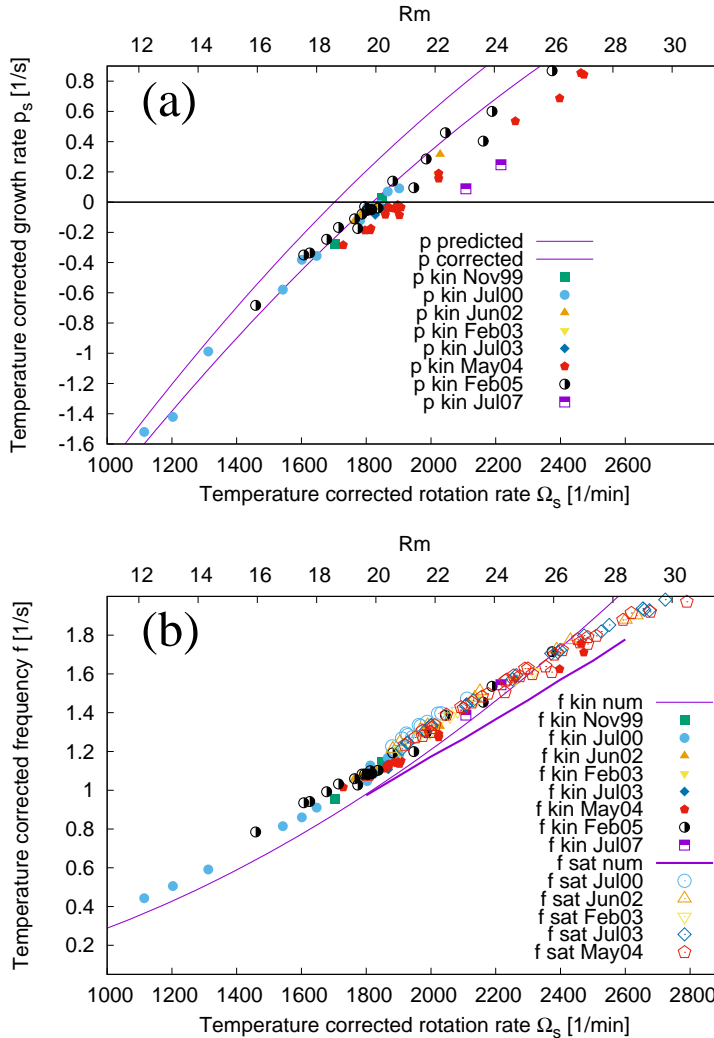 Rm
12 14 16 18 20 22 24 26 28 30
Temperature corrected growth rate p_s [1/s]
(a)
0.8
0.6
0.4
0.2
0
-0.2
-0.4
-0.6
-0.8
-1
-1.2
-1.4
-1.6
p predicted
p corrected
p kin Nov99
p kin Jul00
p kin Jun02
p kin Feb03
p kin Jul03
p kin May04
p kin Feb05
p kin Jul07
1000 1200 1400 1600 1800 2000 2200 2400 2600
Temperature corrected rotation rate Ω_s [1/min]
Rm
12 14 16 18 20 22 24 26 28 30
Temperature corrected frequency f [1/s]
(b)
1.8
1.6
1.4
1.2
1
0.8
0.6
0.4
0.2
f kin num
f kin Nov99
f kin Jul00
f kin Jun02
f kin Feb03
f kin Jul03
f kin May04
f kin Feb05
f kin Jul07
f sat num
f sat Jul00
f sat Jun02
f sat Feb03
f sat Jul03
f sat May04
1000 1200 1400 1600 1800 2000 2200 2400 2600 2800
Temperature corrected rotation rate Ω_s [1/min]